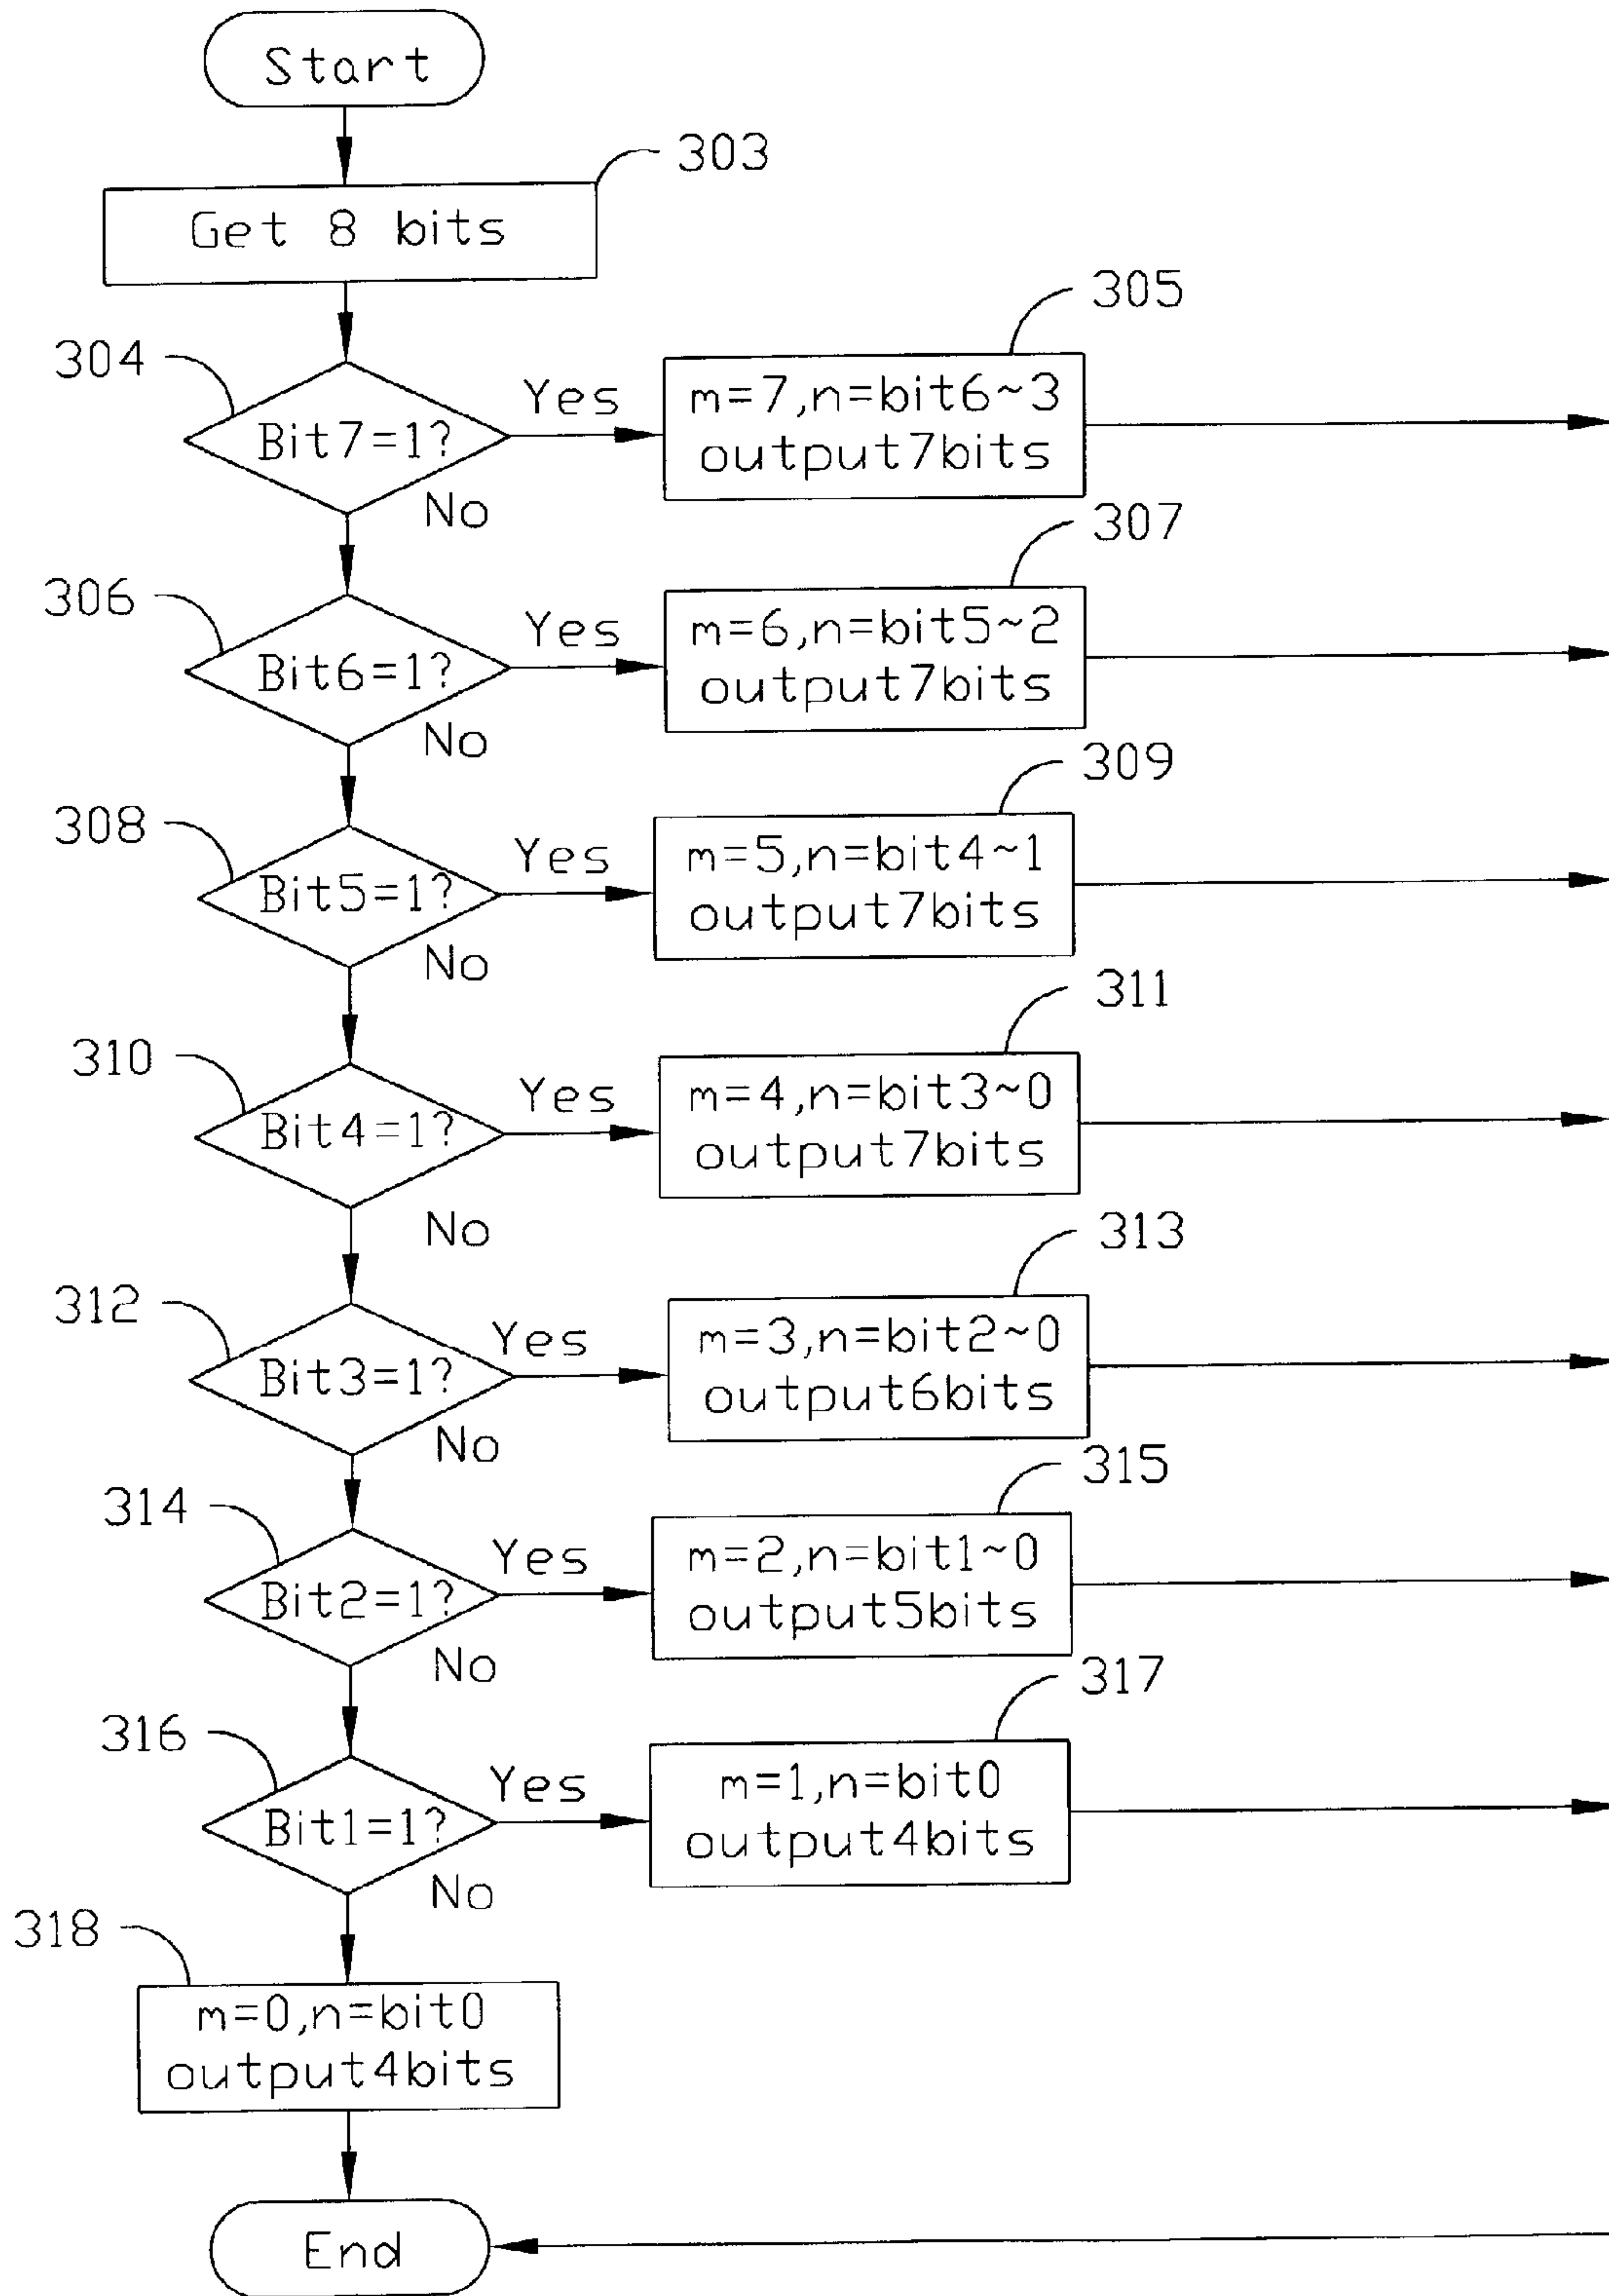 Start
303
Get 8 bits
305
304
Yes
m=7,n=bit6~3
Bit7=1?
output7bits
No
307
306
Yes
m=6,n=bit5~2
Bit6=1?
output7bits
No
309
308
Yes
m=5,n=bit4~1
Bit5=1?
output7bits
No
311
310
Yes
m=4,n=bit3~0
Bit4=1?
output7bits
No
313
312
Yes
m=3,n=bit2~0
Bit3=1?
output6bits
No
315
314
Yes
m=2,n=bit1~0
Bit2=1?
output5bits
No
317
316
Yes
m=1,n=bit0
Bit1=1?
output4bits
No
318
m=0,n=bit0
output4bits
End